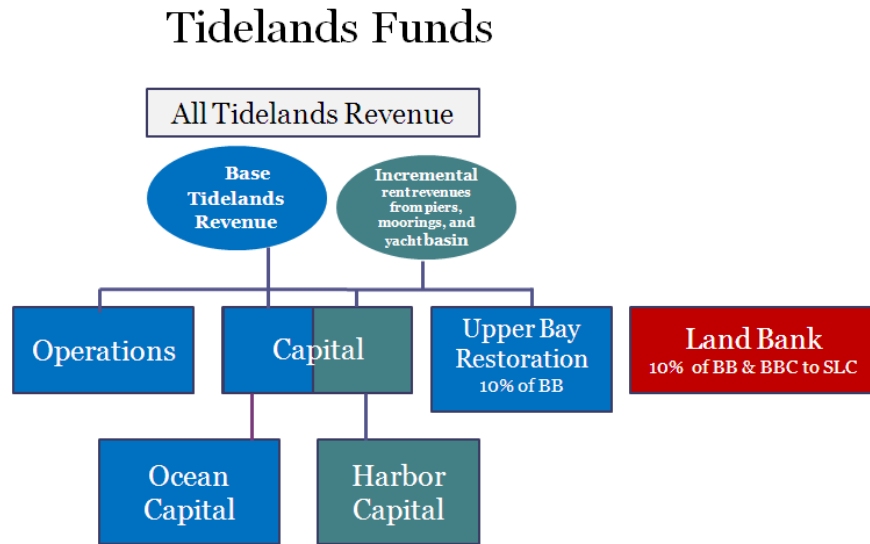 Tidelands Funds
All Tidelands Revenue
Base
Tidelands
Revenue
Incremental
rent revenues
from piers,
moorings, and
yacht basin
Operations
Capital
Upper Bay
Restoration
10% of BB
Land Bank
10% of BB & BBC to SLC
Ocean
Capital
Harbor
Capital